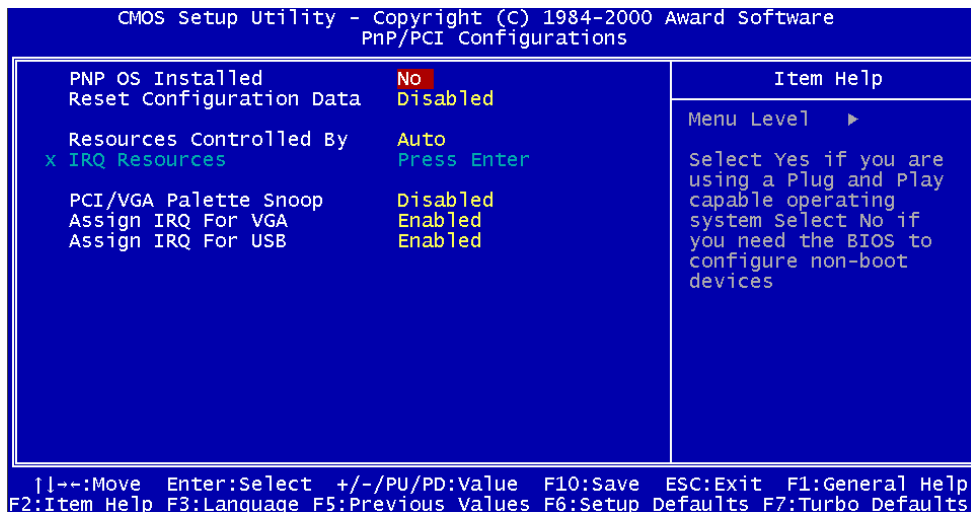 CMOS Setup Utility - Copyright (C) 1984-2000 Award Software
PnP/PCI Configurations
PNP OS Installed No
Reset Configuration Data Disabled
Resources Controlled By Auto
x IRQ Resources Press Enter
PCI/VGA Palette Snoop Disabled
Assign IRQ For VGA Enabled
Assign IRQ For USB Enabled
Item Help
Menu Level ►
Select Yes if you are
using a Plug and Play
capable operating
system Select No if
you need the BIOS to
configure non-boot
devices
↑↓→←:Move Enter:Select +/-/PU/PD:Value F10:Save ESC:Exit F1:General Help
F2:Item Help F3:Language F5:Previous Values F6:Setup Defaults F7:Turbo Defaults